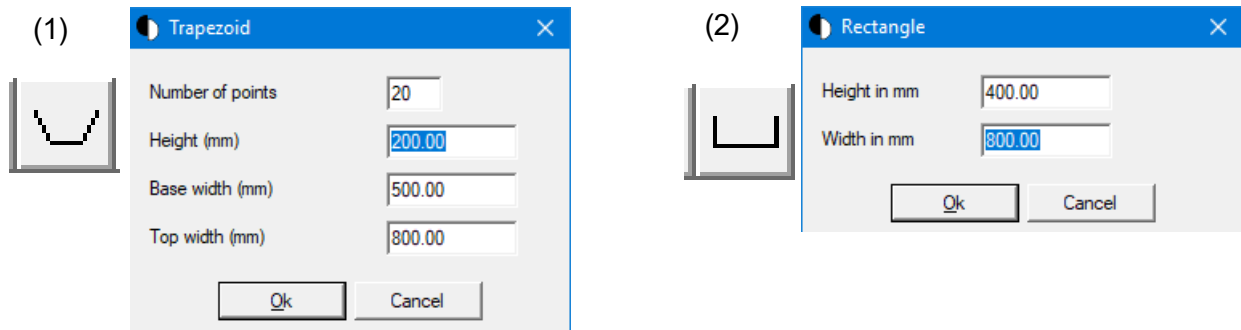 (1)
Trapezoid
Number of points 20
Height (mm) 200.00
Base width (mm) 500.00
Top width (mm) 800.00
Ok Cancel
(2)
Rectangle
Height in mm 400.00
Width in mm 800.00
Ok Cancel